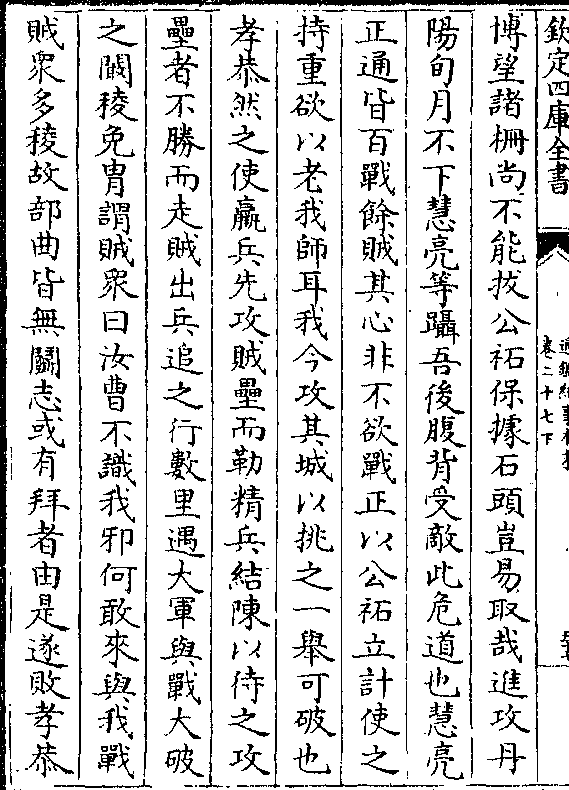 欽定四庫全書
卷二十七下
博望諸柵尚不能拔公祏保據石頭豈易取哉進攻丹
陽旬月不下慧亮等躡吾後腹背受敵此危道也慧亮
正通皆百戰餘賊其心非不欲戰正以公祏立計使之
持重欲以老我師耳我今攻其城以挑之一舉可破也
孝恭然之使羸兵先攻賊壘而勒精兵結陳以待之攻
壘者不勝而走賊出兵追之行數里遇大軍與戰大破
之闞稜免胄謂賊衆曰汝曹不識我邪何敢來與我戰
賊衆多稜故部曲皆無鬬志或有拜者由是遂敗孝恭